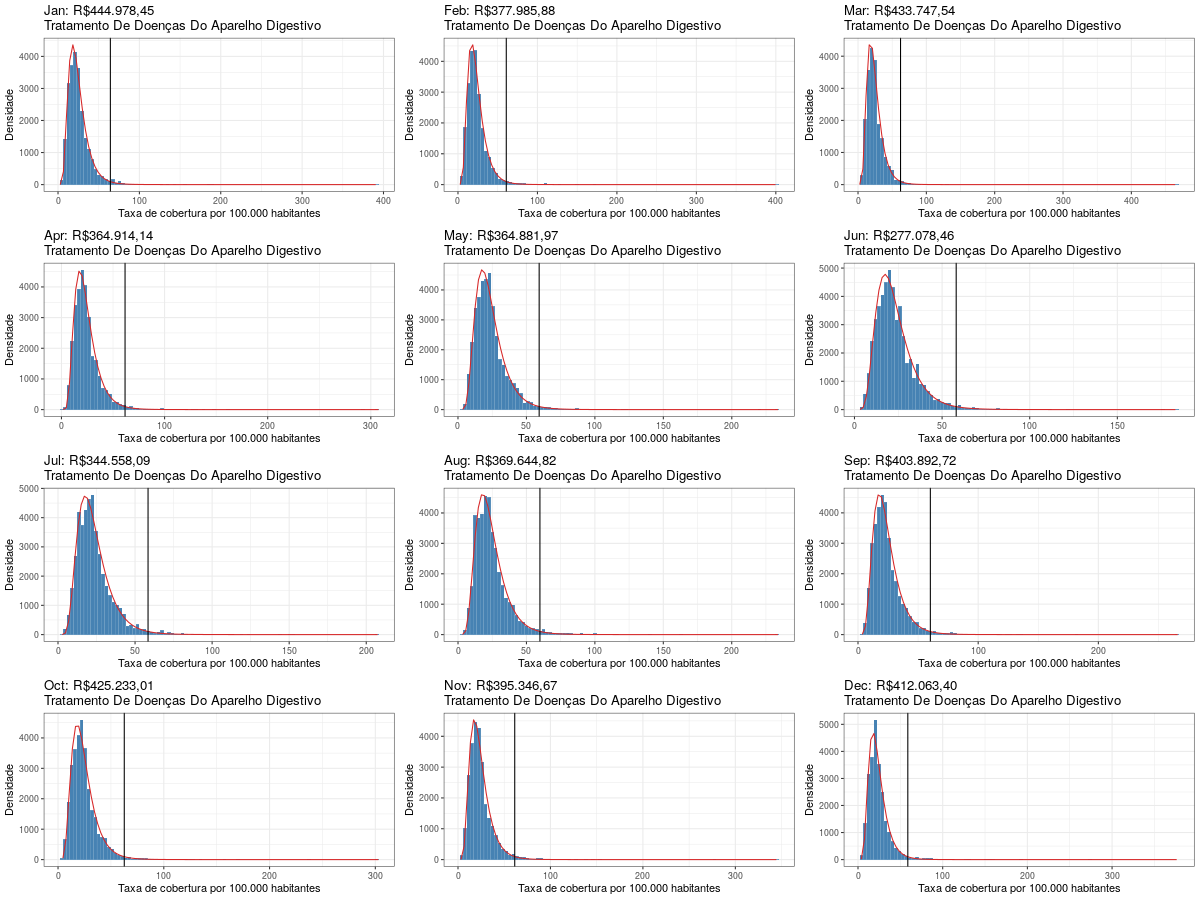 Jan: R$444.978,45
Tratamento De Doenças Do Aparelho Digestivo
Densidade
4000
3000
2000
1000
0
0 100 200 300 400
Taxa de cobertura por 100.000 habitantes
Feb: R$377.985,88
Tratamento De Doenças Do Aparelho Digestivo
Densidade
4000
3000
2000
1000
0
0 100 200 300 400
Taxa de cobertura por 100.000 habitantes
Mar: R$433.747,54
Tratamento De Doenças Do Aparelho Digestivo
Densidade
4000
3000
2000
1000
0
0 100 200 300 400
Taxa de cobertura por 100.000 habitantes
Apr: R$364.914,14
Tratamento De Doenças Do Aparelho Digestivo
Densidade
4000
3000
2000
1000
0
0 100 200 300
Taxa de cobertura por 100.000 habitantes
May: R$364.881,97
Tratamento De Doenças Do Aparelho Digestivo
Densidade
4000
3000
2000
1000
0
0 50 100 150 200
Taxa de cobertura por 100.000 habitantes
Jun: R$277.078,46
Tratamento De Doenças Do Aparelho Digestivo
Densidade
5000
4000
3000
2000
1000
0
0 50 100 150
Taxa de cobertura por 100.000 habitantes
Jul: R$344.558,09
Tratamento De Doenças Do Aparelho Digestivo
Densidade
5000
4000
3000
2000
1000
0
0 50 100 150 200
Taxa de cobertura por 100.000 habitantes
Aug: R$369.644,82
Tratamento De Doenças Do Aparelho Digestivo
Densidade
4000
3000
2000
1000
0
0 50 100 150 200
Taxa de cobertura por 100.000 habitantes
Sep: R$403.892,72
Tratamento De Doenças Do Aparelho Digestivo
Densidade
4000
3000
2000
1000
0
0 100 200
Taxa de cobertura por 100.000 habitantes
Oct: R$425.233,01
Tratamento De Doenças Do Aparelho Digestivo
Densidade
4000
3000
2000
1000
0
0 100 200 300
Taxa de cobertura por 100.000 habitantes
Nov: R$395.346,67
Tratamento De Doenças Do Aparelho Digestivo
Densidade
4000
3000
2000
1000
0
0 100 200 300
Taxa de cobertura por 100.000 habitantes
Dec: R$412.063,40
Tratamento De Doenças Do Aparelho Digestivo
Densidade
5000
4000
3000
2000
1000
0
0 100 200 300
Taxa de cobertura por 100.000 habitantes